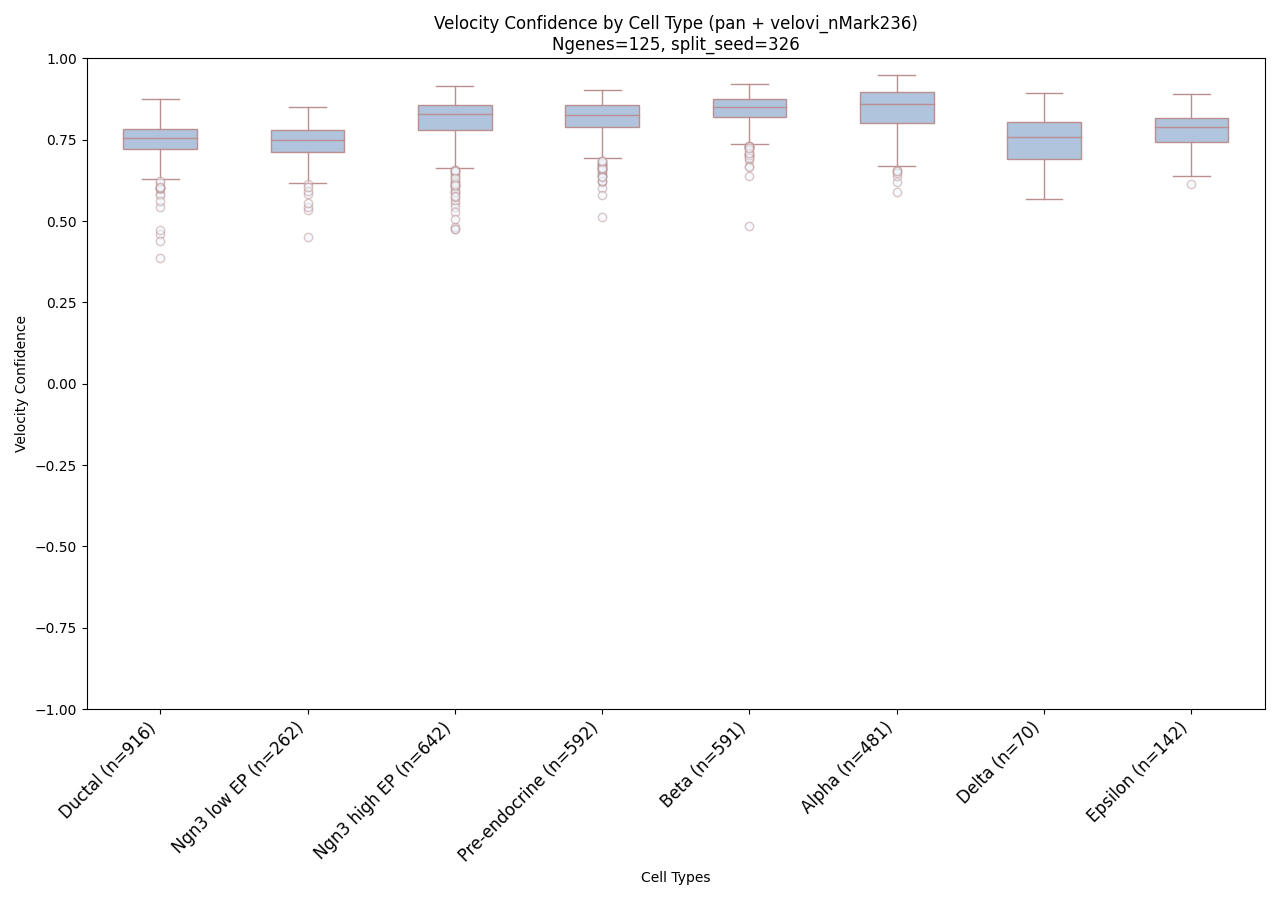 Velocity Confidence by Cell Type (pan + velovi_nMark236)
Ngenes=125, split_seed=326
1.00
0.75
0.50
0.25
0.00
−0.25
−0.50
−0.75
−1.00
Velocity Confidence
Ductal (n=916)
Ngn3 low EP (n=262)
Ngn3 high EP (n=642)
Pre-endocrine (n=592)
Beta (n=591)
Alpha (n=481)
Delta (n=70)
Epsilon (n=142)
Cell Types